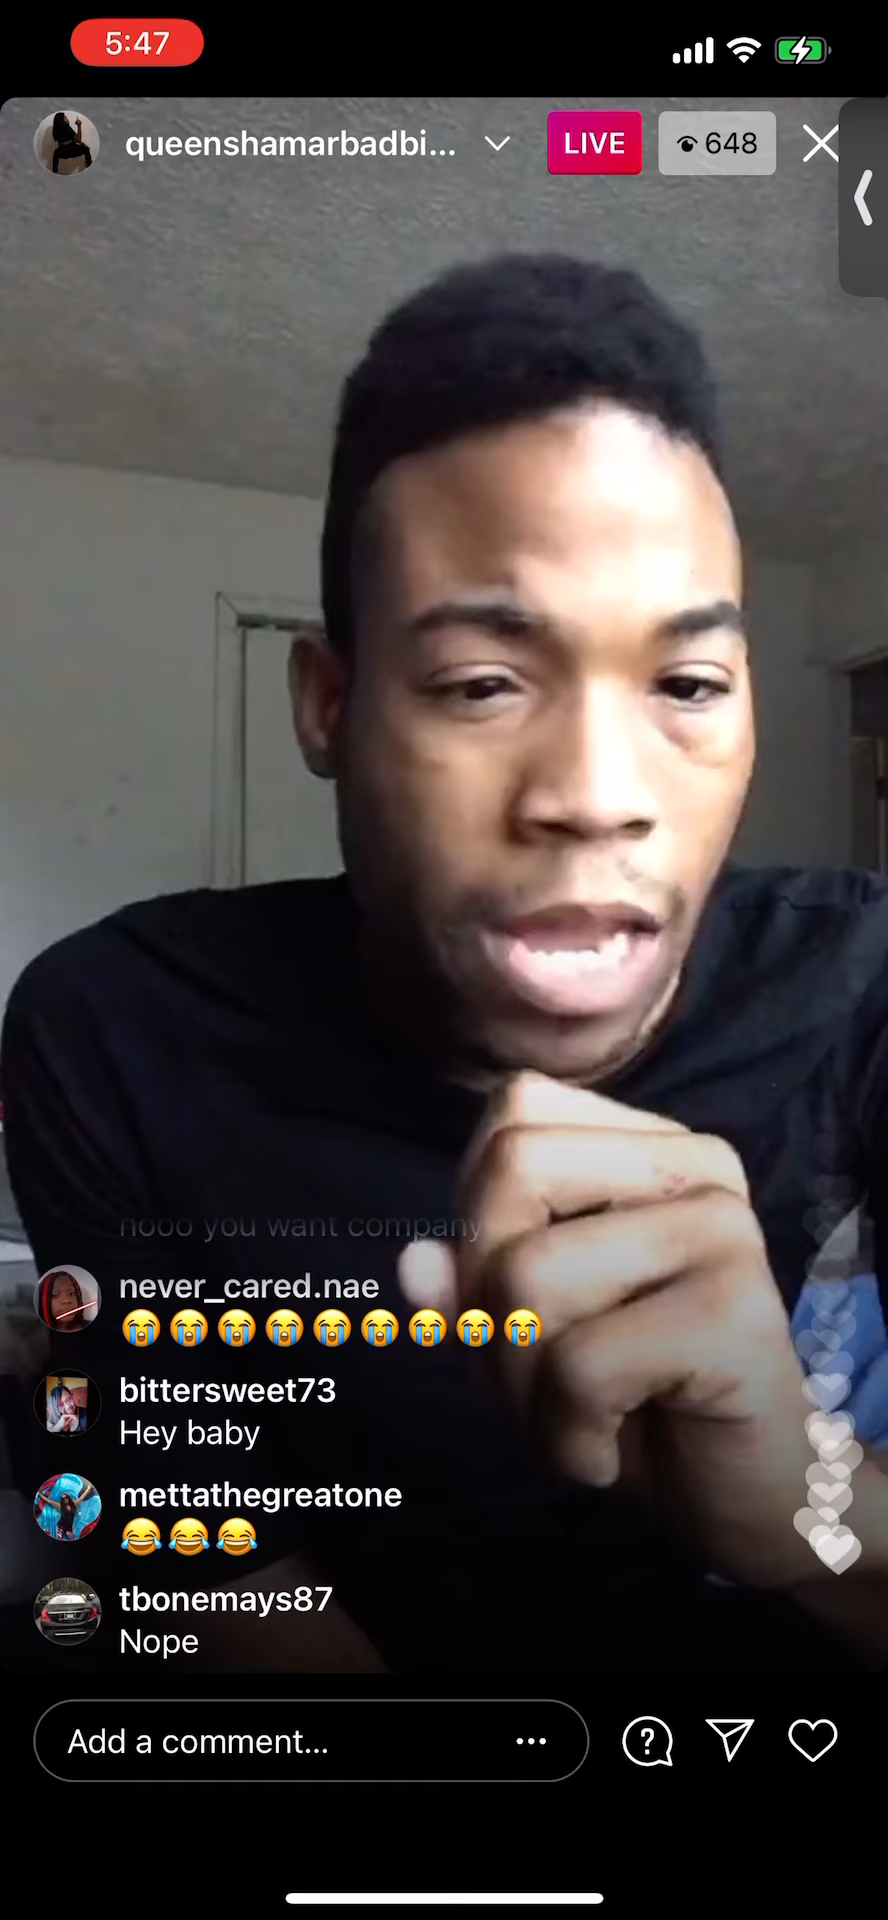 5:47
queenshamarbadbi...
LIVE
648
nooo you want company
never_cared.nae
😭😭😭😭😭😭😭😭😭
bittersweet73
Hey baby
mettathegreatone
😂😂😂
tbonemays87
Nope
Add a comment...